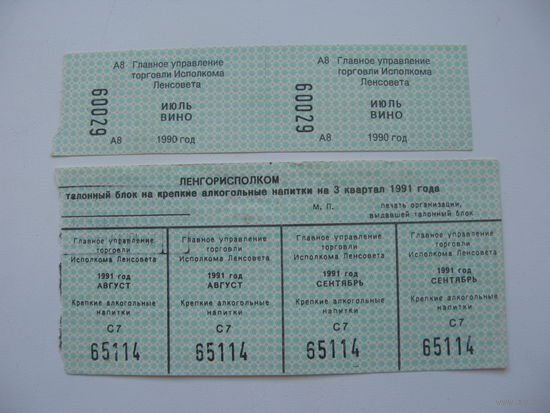 А8 Главное управление
торговли Исполкома
Ленсовета
60029
ИЮЛЬ
ВИНО
А8 1990 год
А8 Главное управление
торговли Исполкома
Ленсовета
60029
ИЮЛЬ
ВИНО
А8 1990 год
ЛЕНГОРИСПОЛКОМ
талонный блок на крепкие алкогольные напитки на 3 квартал 1991 года
М. П. печать организации,
выдавшей талонный блок
Главное управление
торговли
Исполкома Ленсовета
1991 год
АВГУСТ
Крепкие алкогольные
напитки
С7
65114
Главное управление
торговли
Исполкома Ленсовета
1991 год
АВГУСТ
Крепкие алкогольные
напитки
С7
65114
Главное управление
торговли
Исполкома Ленсовета
1991 год
СЕНТЯБРЬ
Крепкие алкогольные
напитки
С7
65114
Главное управление
торговли
Исполкома Ленсовета
1991 год
СЕНТЯБРЬ
Крепкие алкогольные
напитки
С7
65114